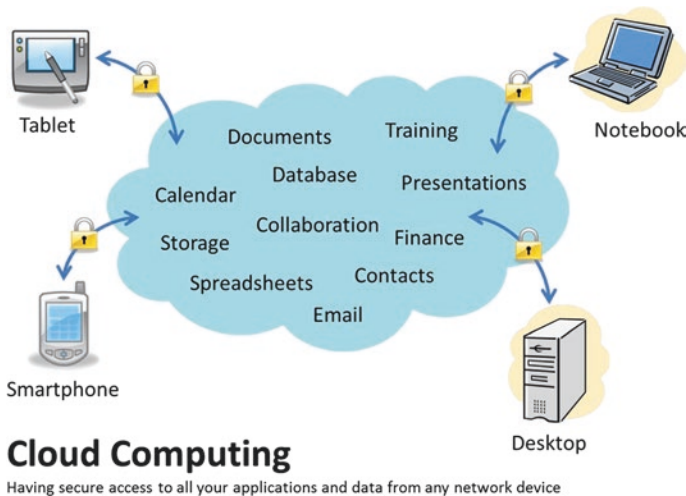 Tablet
Notebook
Documents
Training
Database
Calendar
Presentations
Collaboration
Storage
Finance
Spreadsheets
Contacts
Email
Smartphone
Desktop
Cloud Computing
Having secure access to all your applications and data from any network device